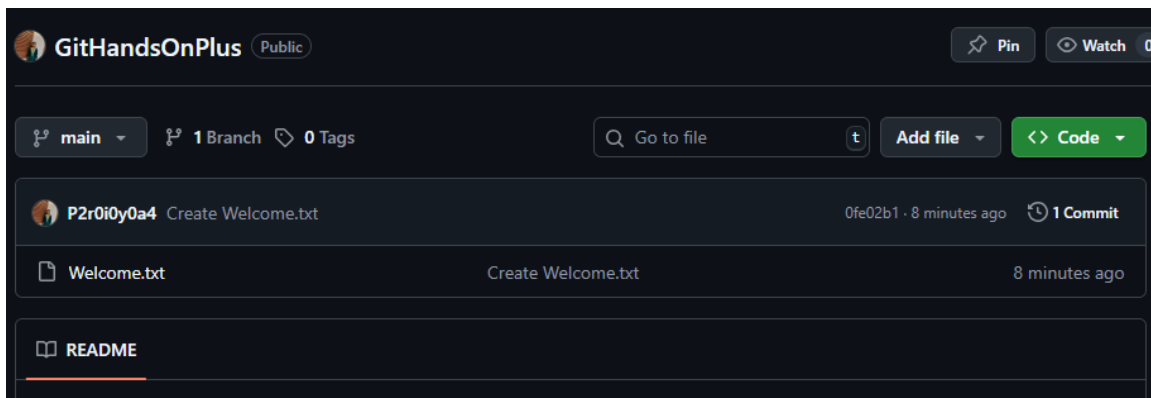 GitHandsOnPlus Public Pin Watch 0
main 1 Branch 0 Tags Go to file t Add file Code
P2r0i0y0a4 Create Welcome.txt 0fe02b1 · 8 minutes ago 1 Commit
Welcome.txt Create Welcome.txt 8 minutes ago
README